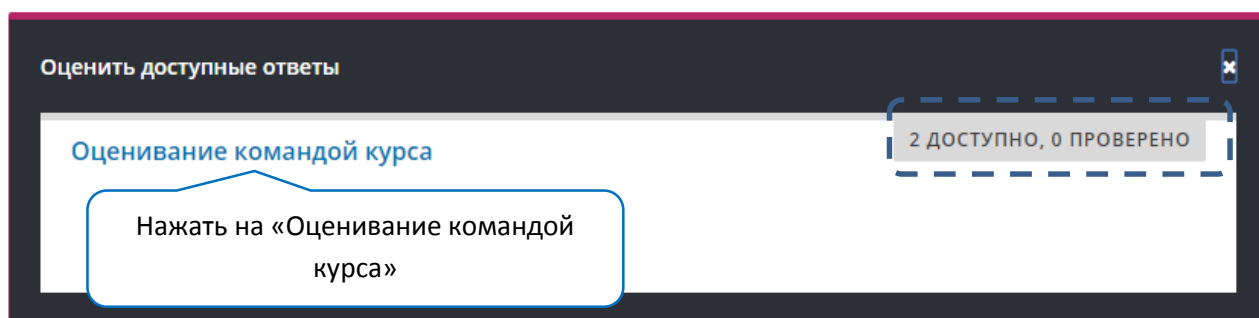 Оценить доступные ответы
2 ДОСТУПНО, 0 ПРОВЕРЕНО
Оценивание командой курса
Нажать на «Оценивание командой
курса»